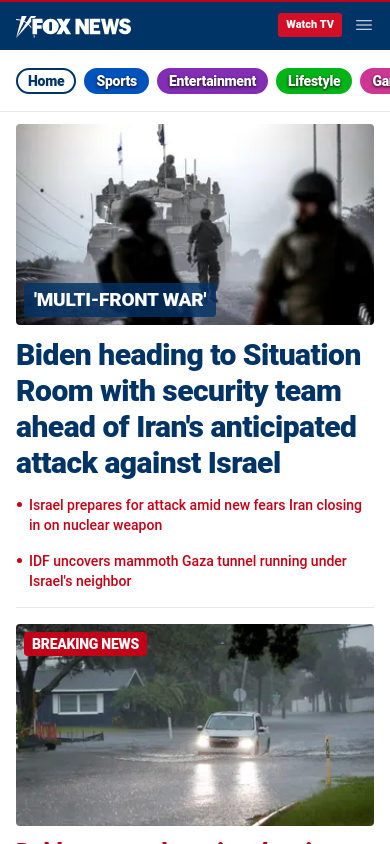 FOX NEWS
Watch TV
Home
Sports
Entertainment
Lifestyle
'MULTI-FRONT WAR'
Biden heading to Situation
Room with security team
ahead of Iran's anticipated
attack against Israel
• Israel prepares for attack amid new fears Iran closing
in on nuclear weapon
• IDF uncovers mammoth Gaza tunnel running under
Israel's neighbor
BREAKING NEWS